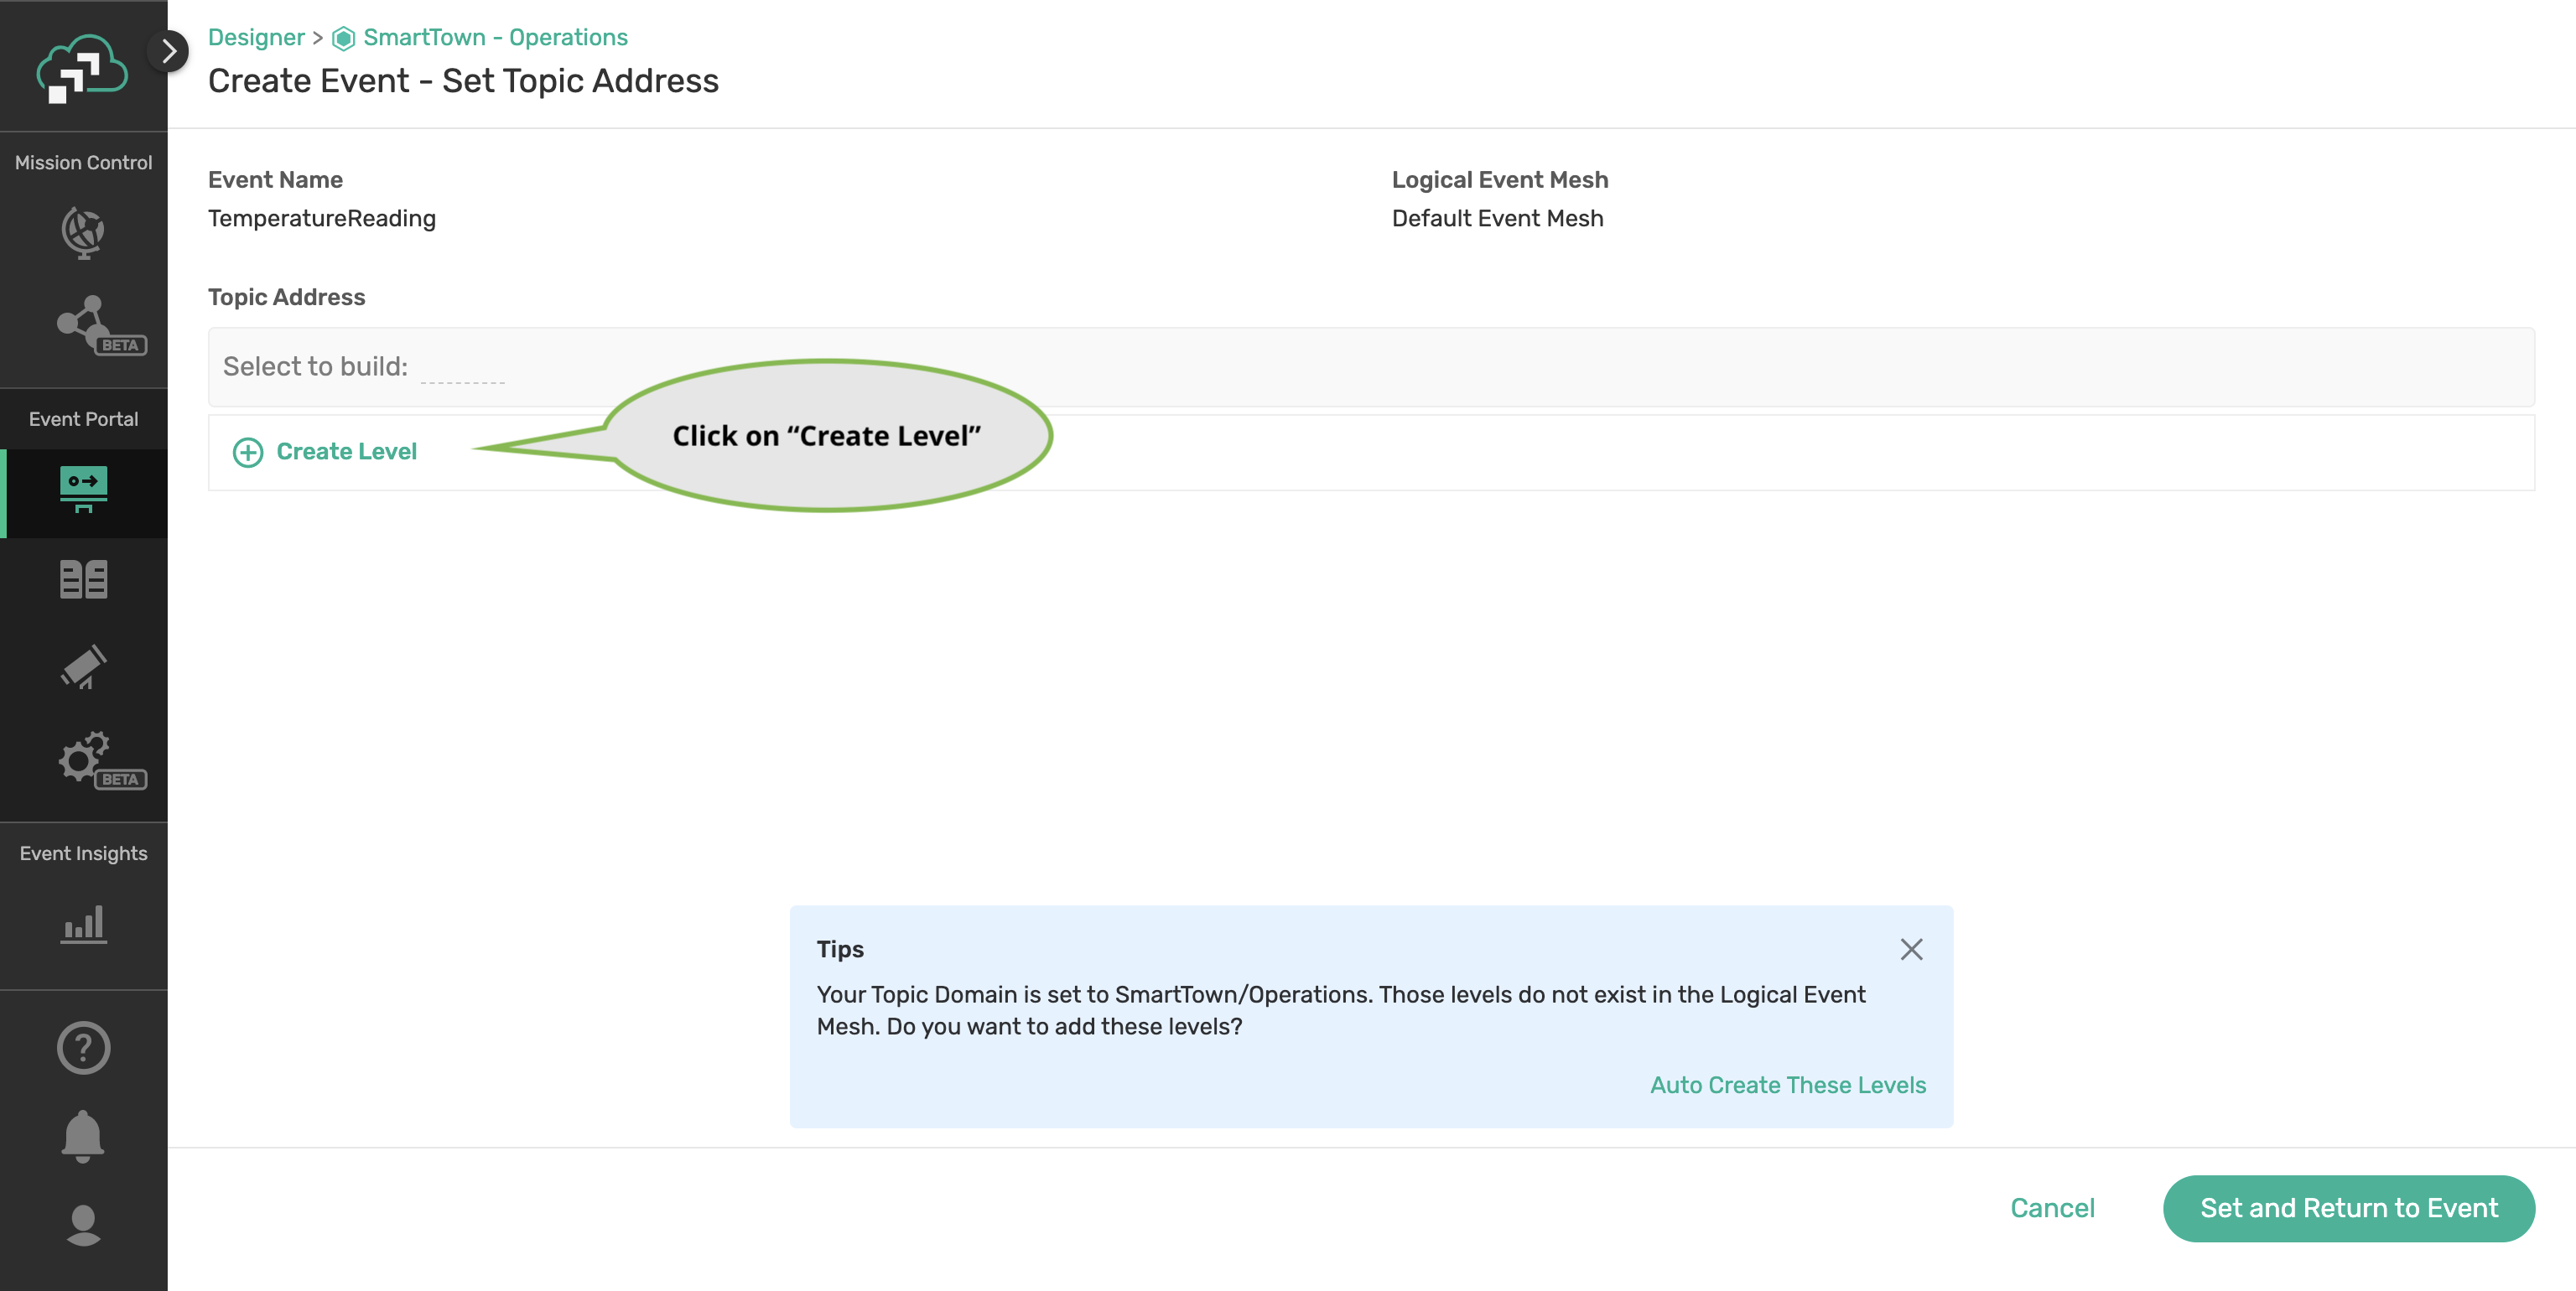 Designer > SmartTown - Operations
Create Event - Set Topic Address
Mission Control
BETA
Event Portal
BETA
Event Insights
?
Event Name
TemperatureReading
Logical Event Mesh
Default Event Mesh
Topic Address
Select to build:
Create Level
Click on “Create Level”
Tips
Your Topic Domain is set to SmartTown/Operations. Those levels do not exist in the Logical Event
Mesh. Do you want to add these levels?
Auto Create These Levels
Cancel
Set and Return to Event